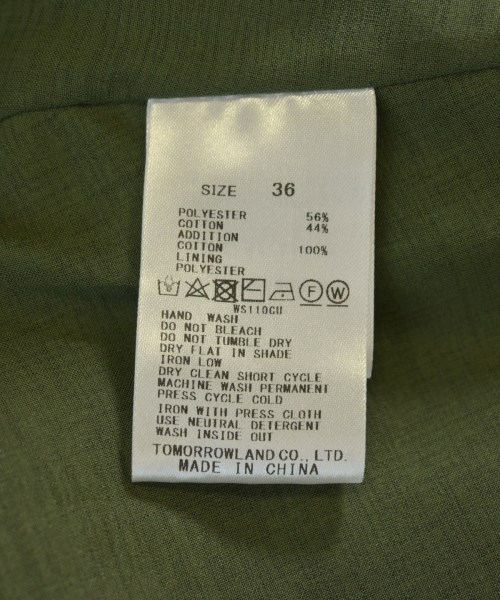 SIZE 36
POLYESTER 56%
COTTON 44%
ADDITION
COTTON 100%
LINING
POLYESTER
F W
WS110GU
HAND WASH
DO NOT BLEACH
DO NOT TUMBLE DRY
DRY FLAT IN SHADE
IRON LOW
DRY CLEAN SHORT CYCLE
MACHINE WASH PERMANENT
PRESS CYCLE COLD
IRON WITH PRESS CLOTH
USE NEUTRAL DETERGENT
WASH INSIDE OUT
TOMORROWLAND CO., LTD.
MADE IN CHINA